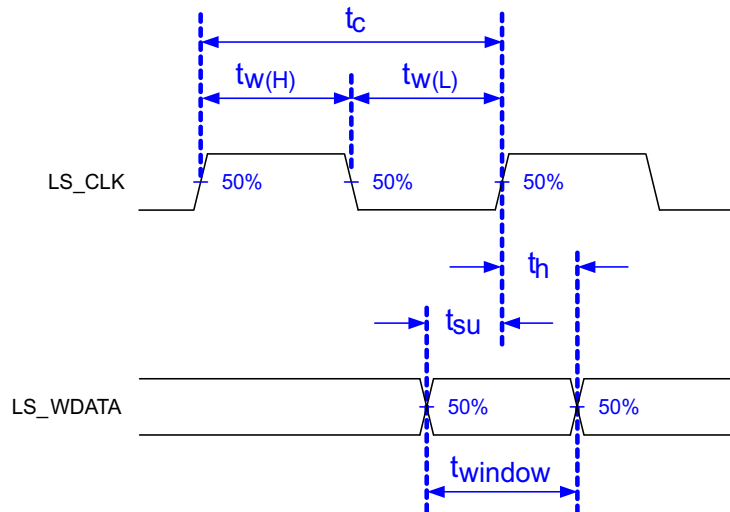 tc
tw(H) tw(L)
LS_CLK 50% 50% 50%
th
tsu
LS_WDATA 50% 50%
twindow